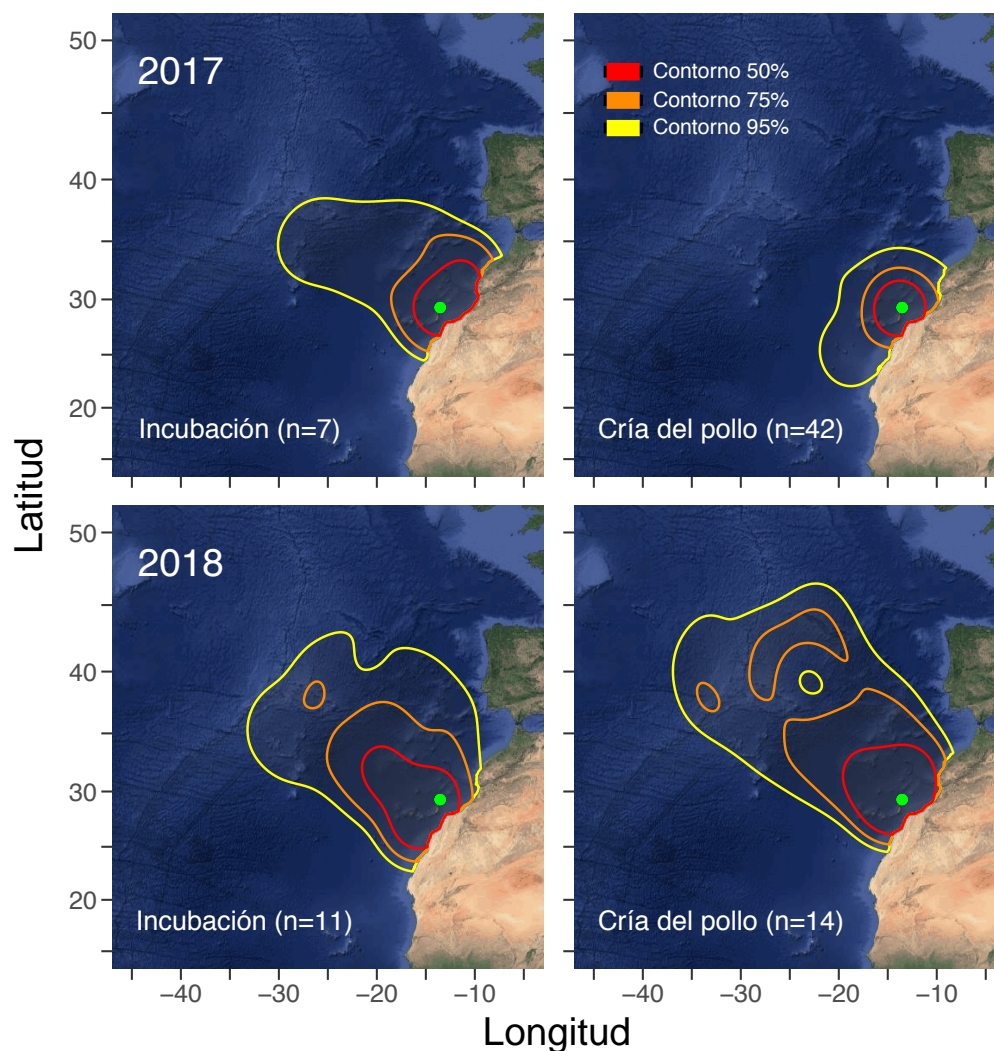 2017
Contorno 50%
Contorno 75%
Contorno 95%
Incubación (n=7)
Cría del pollo (n=42)
50
40
30
20
Latitud
2018
Incubación (n=11)
Cría del pollo (n=14)
50
40
30
20
−40 −30 −20 −10
−40 −30 −20 −10
Longitud